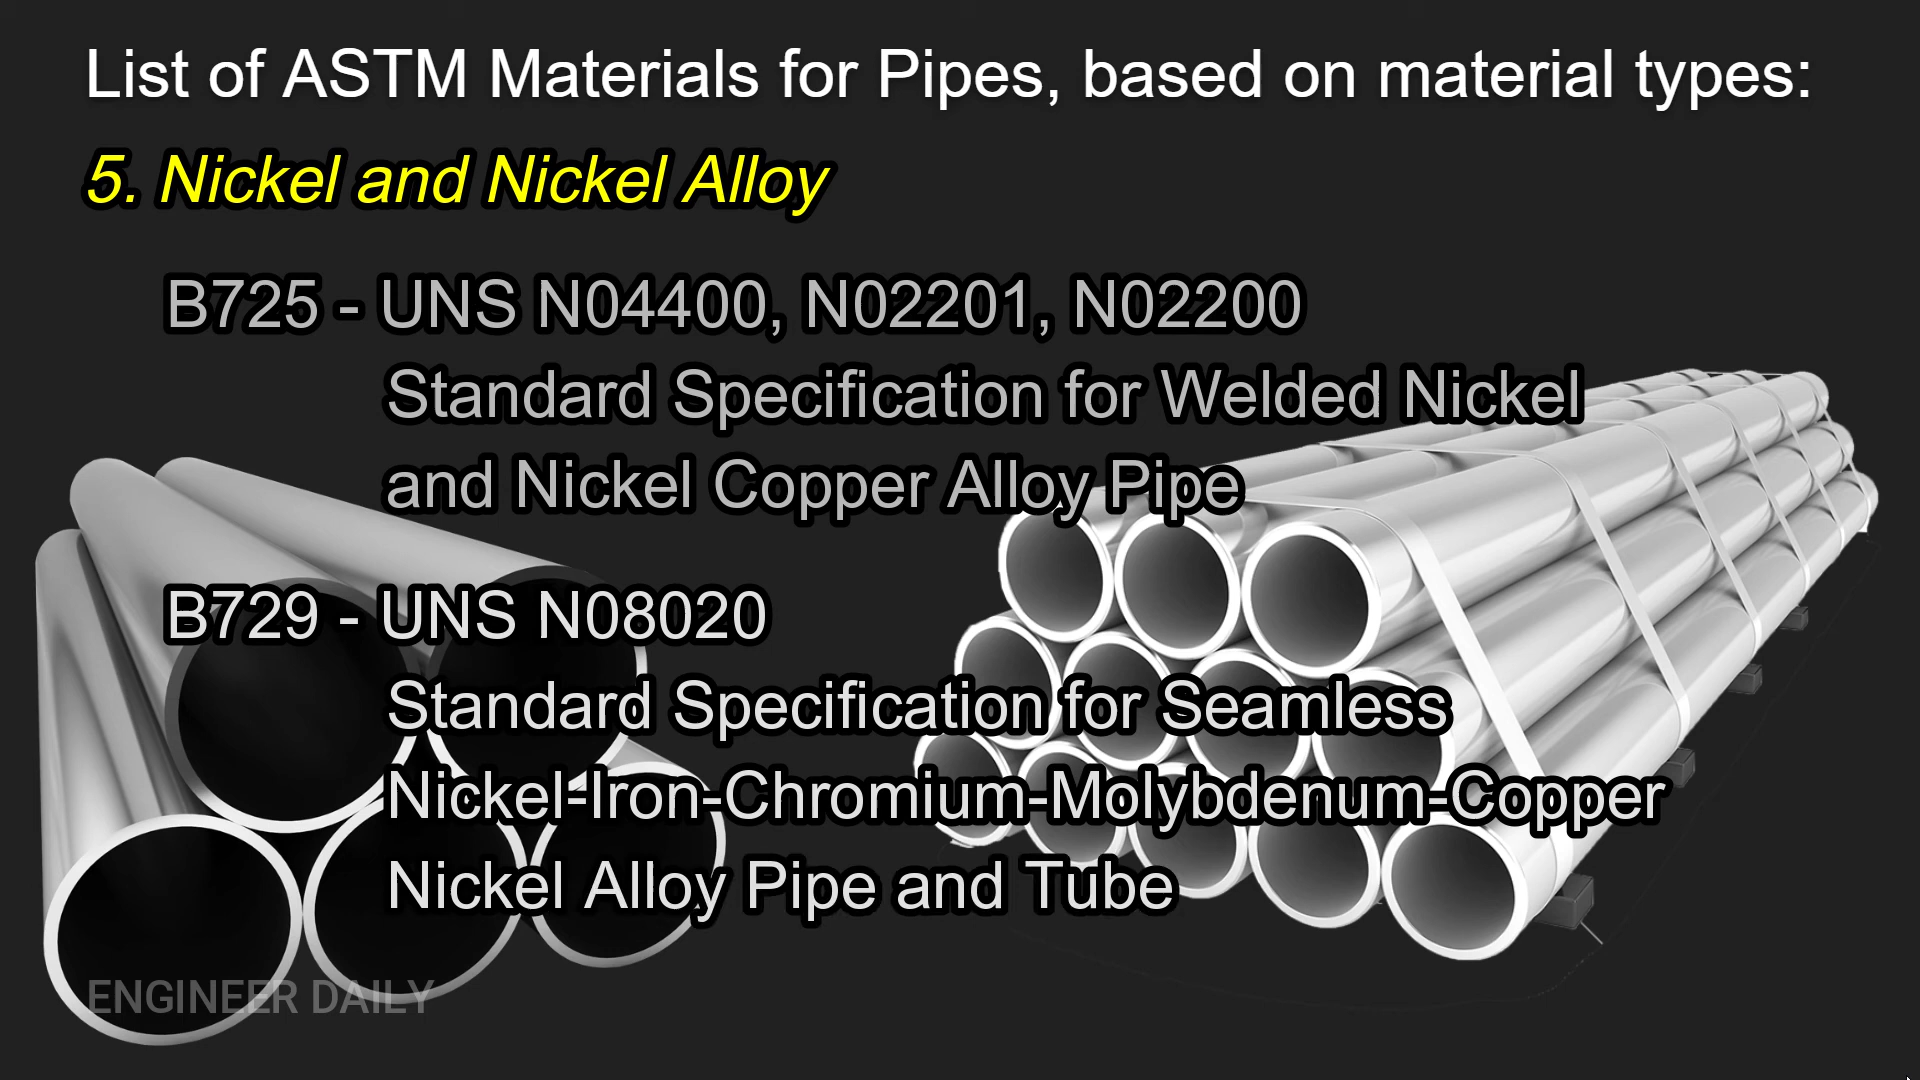 List of ASTM Materials for Pipes, based on material types:
5. Nickel and Nickel Alloy
B725 - UNS N04400, N02201, N02200
Standard Specification for Welded Nickel
and Nickel Copper Alloy Pipe
B729 - UNS N08020
Standard Specification for Seamless
Nickel-Iron-Chromium-Molybdenum-Copper
Nickel Alloy Pipe and Tube
ENGINEER DAILY